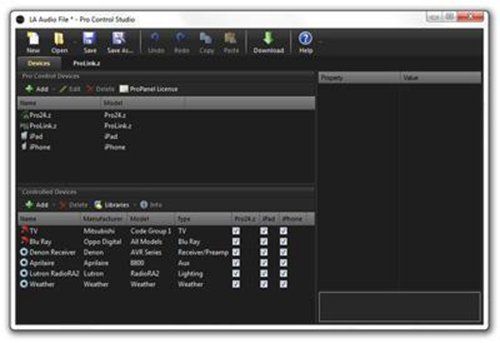 LA Audio File * - Pro Control Studio
New Open Save Save As... Undo Redo Copy Paste Download Help
Devices ProLink.z
Pro Control Devices
Add Edit Delete ProPanel License
Name Model
Pro24.z Pro24.z
ProLink.z ProLink.z
iPad iPad
iPhone iPhone
Controlled Devices
Add Delete Libraries Info
Name Manufacturer Model Type Pro24.z iPad iPhone
TV Mitsubishi Code Group 1 TV
Blu Ray Oppo Digital All Models Blu Ray
Denon Receiver Denon AVR Series Receiver/Preamp
Aprilaire Aprilaire 8800 Aux
Lutron RadioRA2 Lutron RadioRA2 Lighting
Weather Weather Weather Weather
Property Value